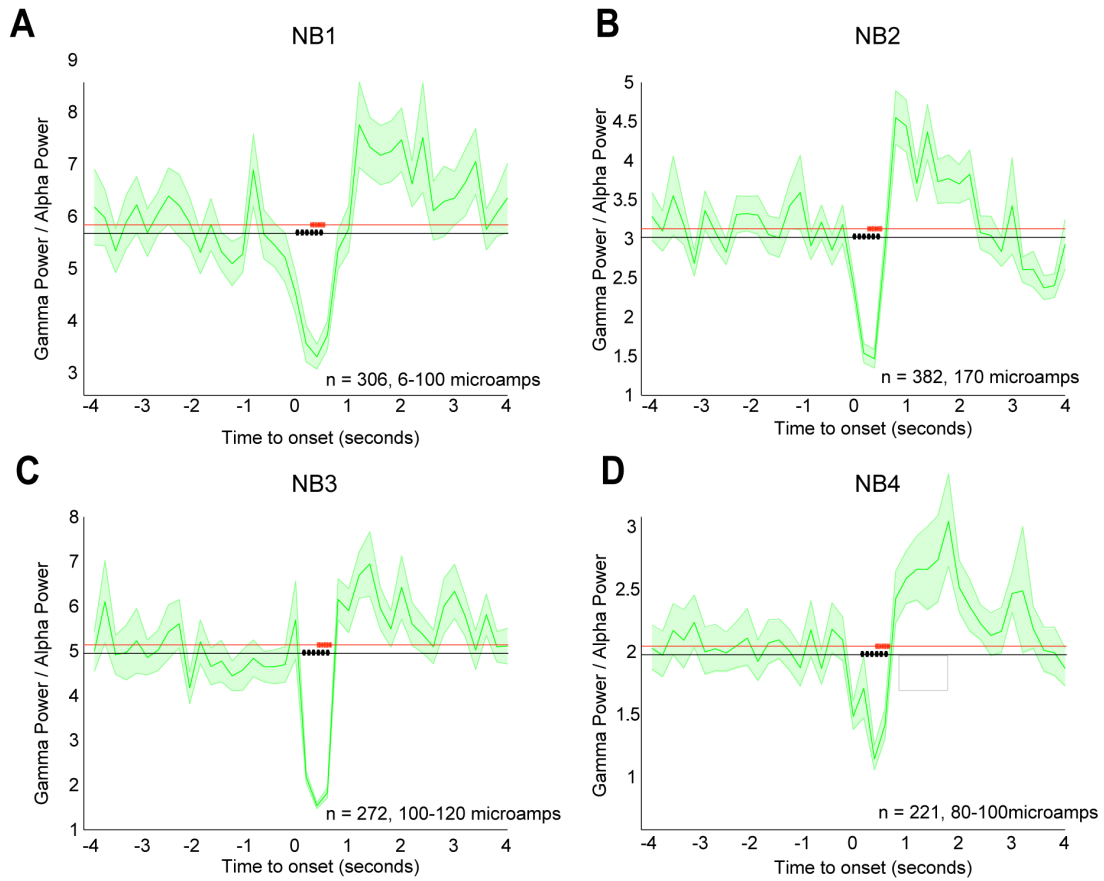 A
NB1
Gamma Power / Alpha Power
9
8
7
6
5
4
3
n = 306, 6-100 microamps
-4 -3 -2 -1 0 1 2 3 4
Time to onset (seconds)
B
NB2
Gamma Power / Alpha Power
5
4.5
4
3.5
3
2.5
2
1.5
1
n = 382, 170 microamps
-4 -3 -2 -1 0 1 2 3 4
Time to onset (seconds)
C
NB3
Gamma Power / Alpha Power
8
7
6
5
4
3
2
1
n = 272, 100-120 microamps
-4 -3 -2 -1 0 1 2 3 4
Time to onset (seconds)
D
NB4
Gamma Power / Alpha Power
3
2.5
2
1.5
1
n = 221, 80-100microamps
-4 -3 -2 -1 0 1 2 3 4
Time to onset (seconds)